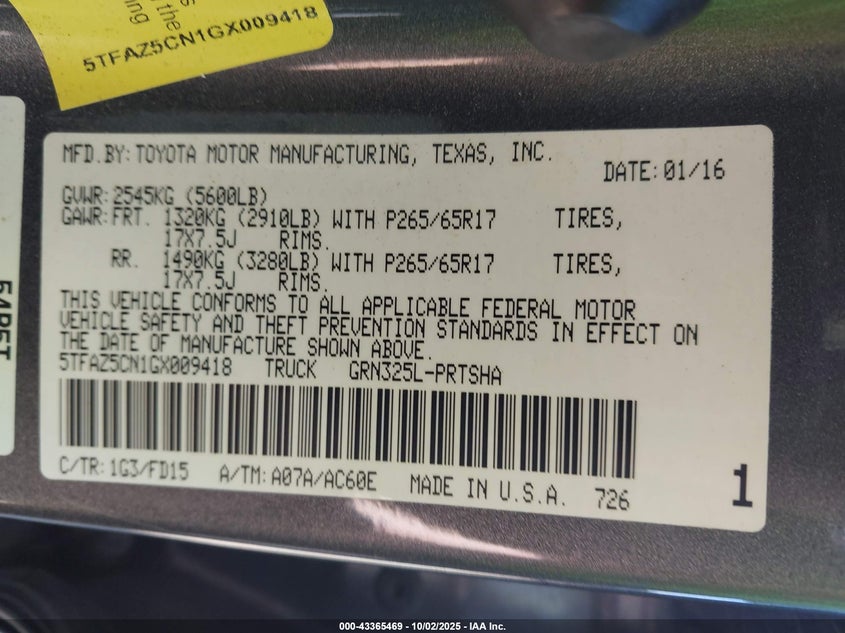 the
5TFAZ5CN1GX009418
MFD.BY: TOYOTA MOTOR MANUFACTURING, TEXAS, INC.
DATE: 01/16
GVWR: 2545KG (5600LB)
GAWR: FRT. 1320KG (2910LB) WITH P265/65R17 TIRES,
17X7.5J RIMS.
RR. 1490KG (3280LB) WITH P265/65R17 TIRES,
17X7.5J RIMS.
THIS VEHICLE CONFORMS TO ALL APPLICABLE FEDERAL MOTOR
VEHICLE SAFETY AND THEFT PREVENTION STANDARDS IN EFFECT ON
THE DATE OF MANUFACTURE SHOWN ABOVE.
5TFAZ5CN1GX009418 TRUCK GRN325L-PRTSHA
C/TR: 1G3/FD15 A/TM: A07A/AC60E MADE IN U.S.A. 726
1
000-43365469 - 10/02/2025 - IAA Inc.